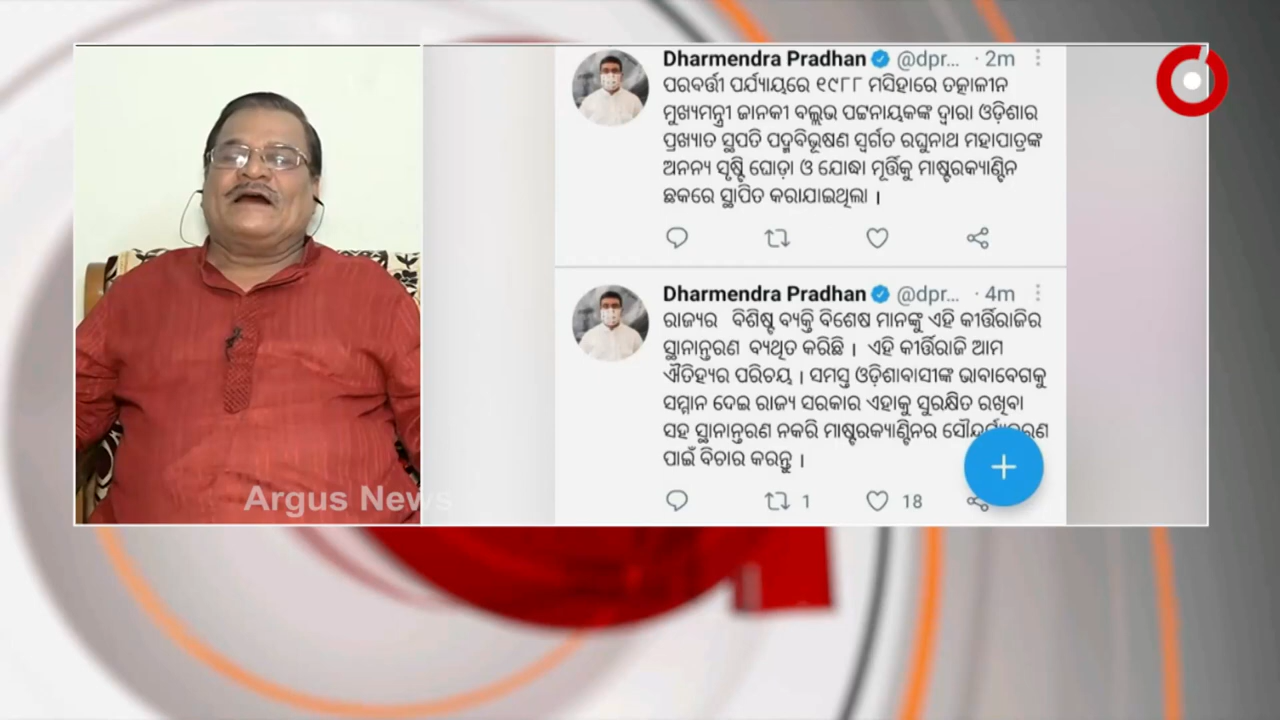 Dharmendra Pradhan @dpr... · 2m
ପରବର୍ତ୍ତୀ ପର୍ଯ୍ୟାୟରେ ୧୯୮୮ ମସିହାରେ ତତ୍କାଳୀନ
ମୁଖ୍ୟମନ୍ତ୍ରୀ ଜାନକୀ ବଲ୍ଲଭ ପଟ୍ଟନାୟକଙ୍କ ଦ୍ୱାରା ଓଡ଼ିଶାର
ପ୍ରଖ୍ୟାତ ସ୍ଥପତି ପଦ୍ମବିଭୂଷଣ ସ୍ୱର୍ଗତ ରଘୁନାଥ ମହାପାତ୍ରଙ୍କ
ଅନନ୍ୟ ସୃଷ୍ଟି ଘୋଡ଼ା ଓ ଯୋଦ୍ଧା ମୂର୍ତ୍ତିକୁ ମାଷ୍ଟରକ୍ୟାଣ୍ଟିନ
ଛକରେ ସ୍ଥାପିତ କରାଯାଇଥିଲା ।
Dharmendra Pradhan @dpr... · 4m
ରାଜ୍ୟର ବିଶିଷ୍ଟ ବ୍ୟକ୍ତି ବିଶେଷ ମାନଙ୍କୁ ଏହି କୀର୍ତ୍ତିରାଜିର
ସ୍ଥାନାନ୍ତରଣ ବ୍ୟଥିତ କରିଛି । ଏହି କୀର୍ତ୍ତିରାଜି ଆମ
ଐତିହ୍ୟର ପରିଚୟ । ସମସ୍ତ ଓଡ଼ିଶାବାସୀଙ୍କ ଭାବାବେଗକୁ
ସମ୍ମାନ ଦେଇ ରାଜ୍ୟ ସରକାର ଏହାକୁ ସୁରକ୍ଷିତ ରଖିବା
ସହ ସ୍ଥାନାନ୍ତରଣ ନକରି ମାଷ୍ଟରକ୍ୟାଣ୍ଟିନର
ପାଇଁ ବିଚାର କରନ୍ତୁ ।
1 18
Argus News